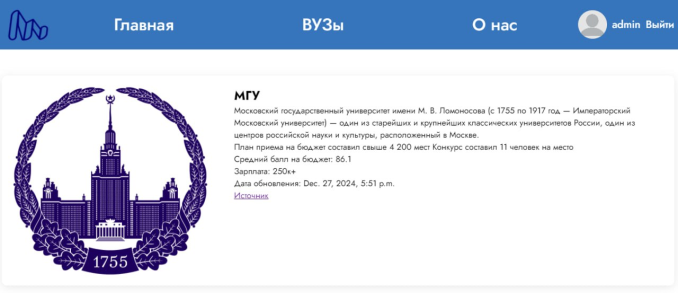 Главная ВУЗы О нас admin Выйти
МГУ
Московский государственный университет имени М. В. Ломоносова (с 1755 по 1917 год — Императорский
Московский университет) — один из старейших и крупнейших классических университетов России, один из
центров российской науки и культуры, расположенный в Москве.
План приема на бюджет составил свыше 4 200 мест Конкурс составил 11 человек на место
Средний балл на бюджет: 86.1
Зарплата: 250к+
Дата обновления: Dec. 27, 2024, 5:51 p.m.
Источник
1755